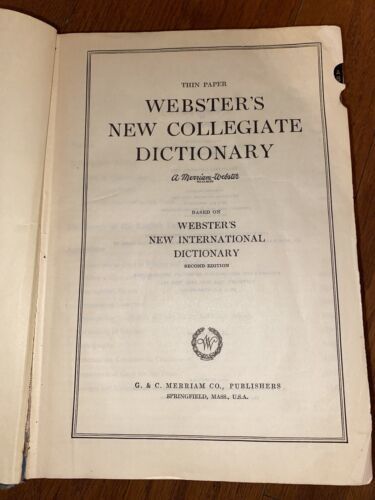 THIN PAPER
WEBSTER'S
NEW COLLEGIATE
DICTIONARY
A Merriam-Webster
BASED ON
WEBSTER'S
NEW INTERNATIONAL
DICTIONARY
SECOND EDITION
W
G. & C. MERRIAM CO., PUBLISHERS
SPRINGFIELD, MASS., U.S.A.